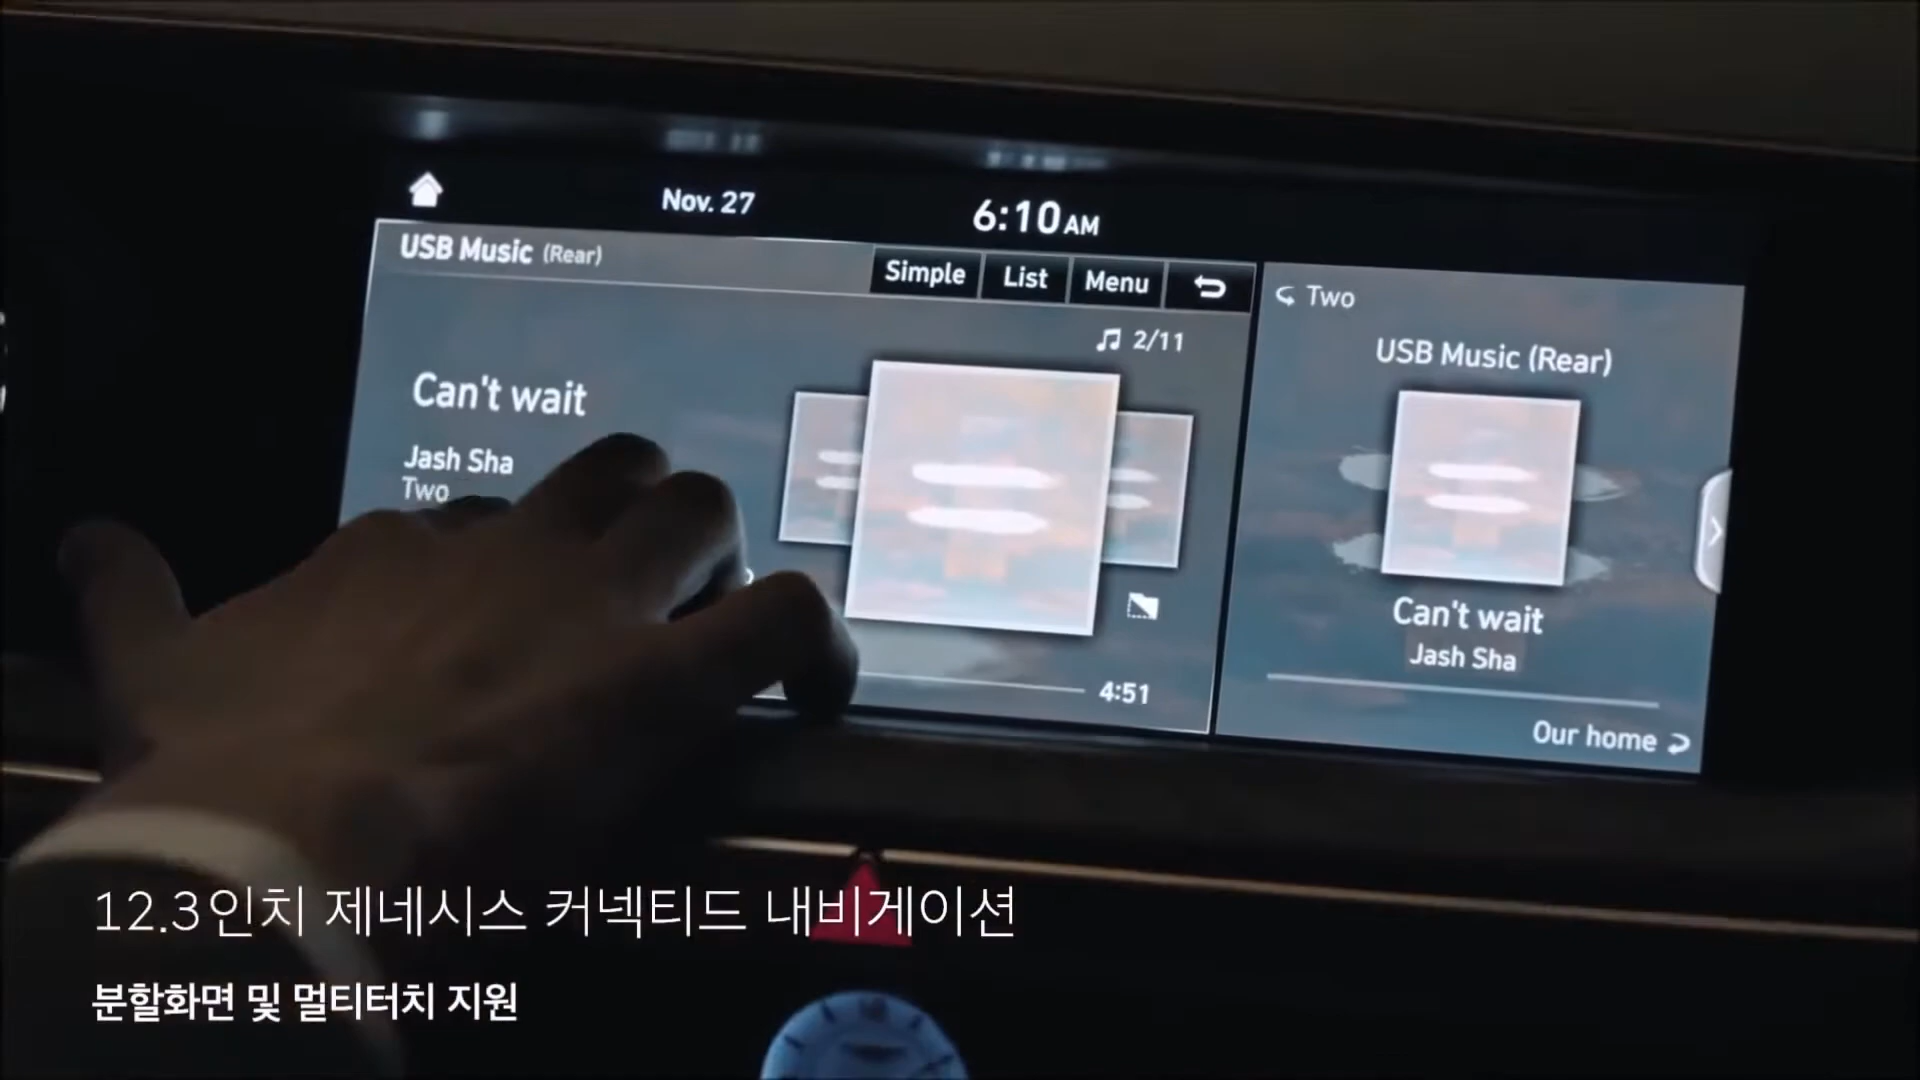 Nov. 27
6:10 AM
USB Music (Rear)
Simple
List
Menu
2/11
Can't wait
Jash Sha
Two
4:51
Two
USB Music (Rear)
Can't wait
Jash Sha
Our home
12.3인치 제네시스 커넥티드 내비게이션
분할화면 및 멀티터치 지원